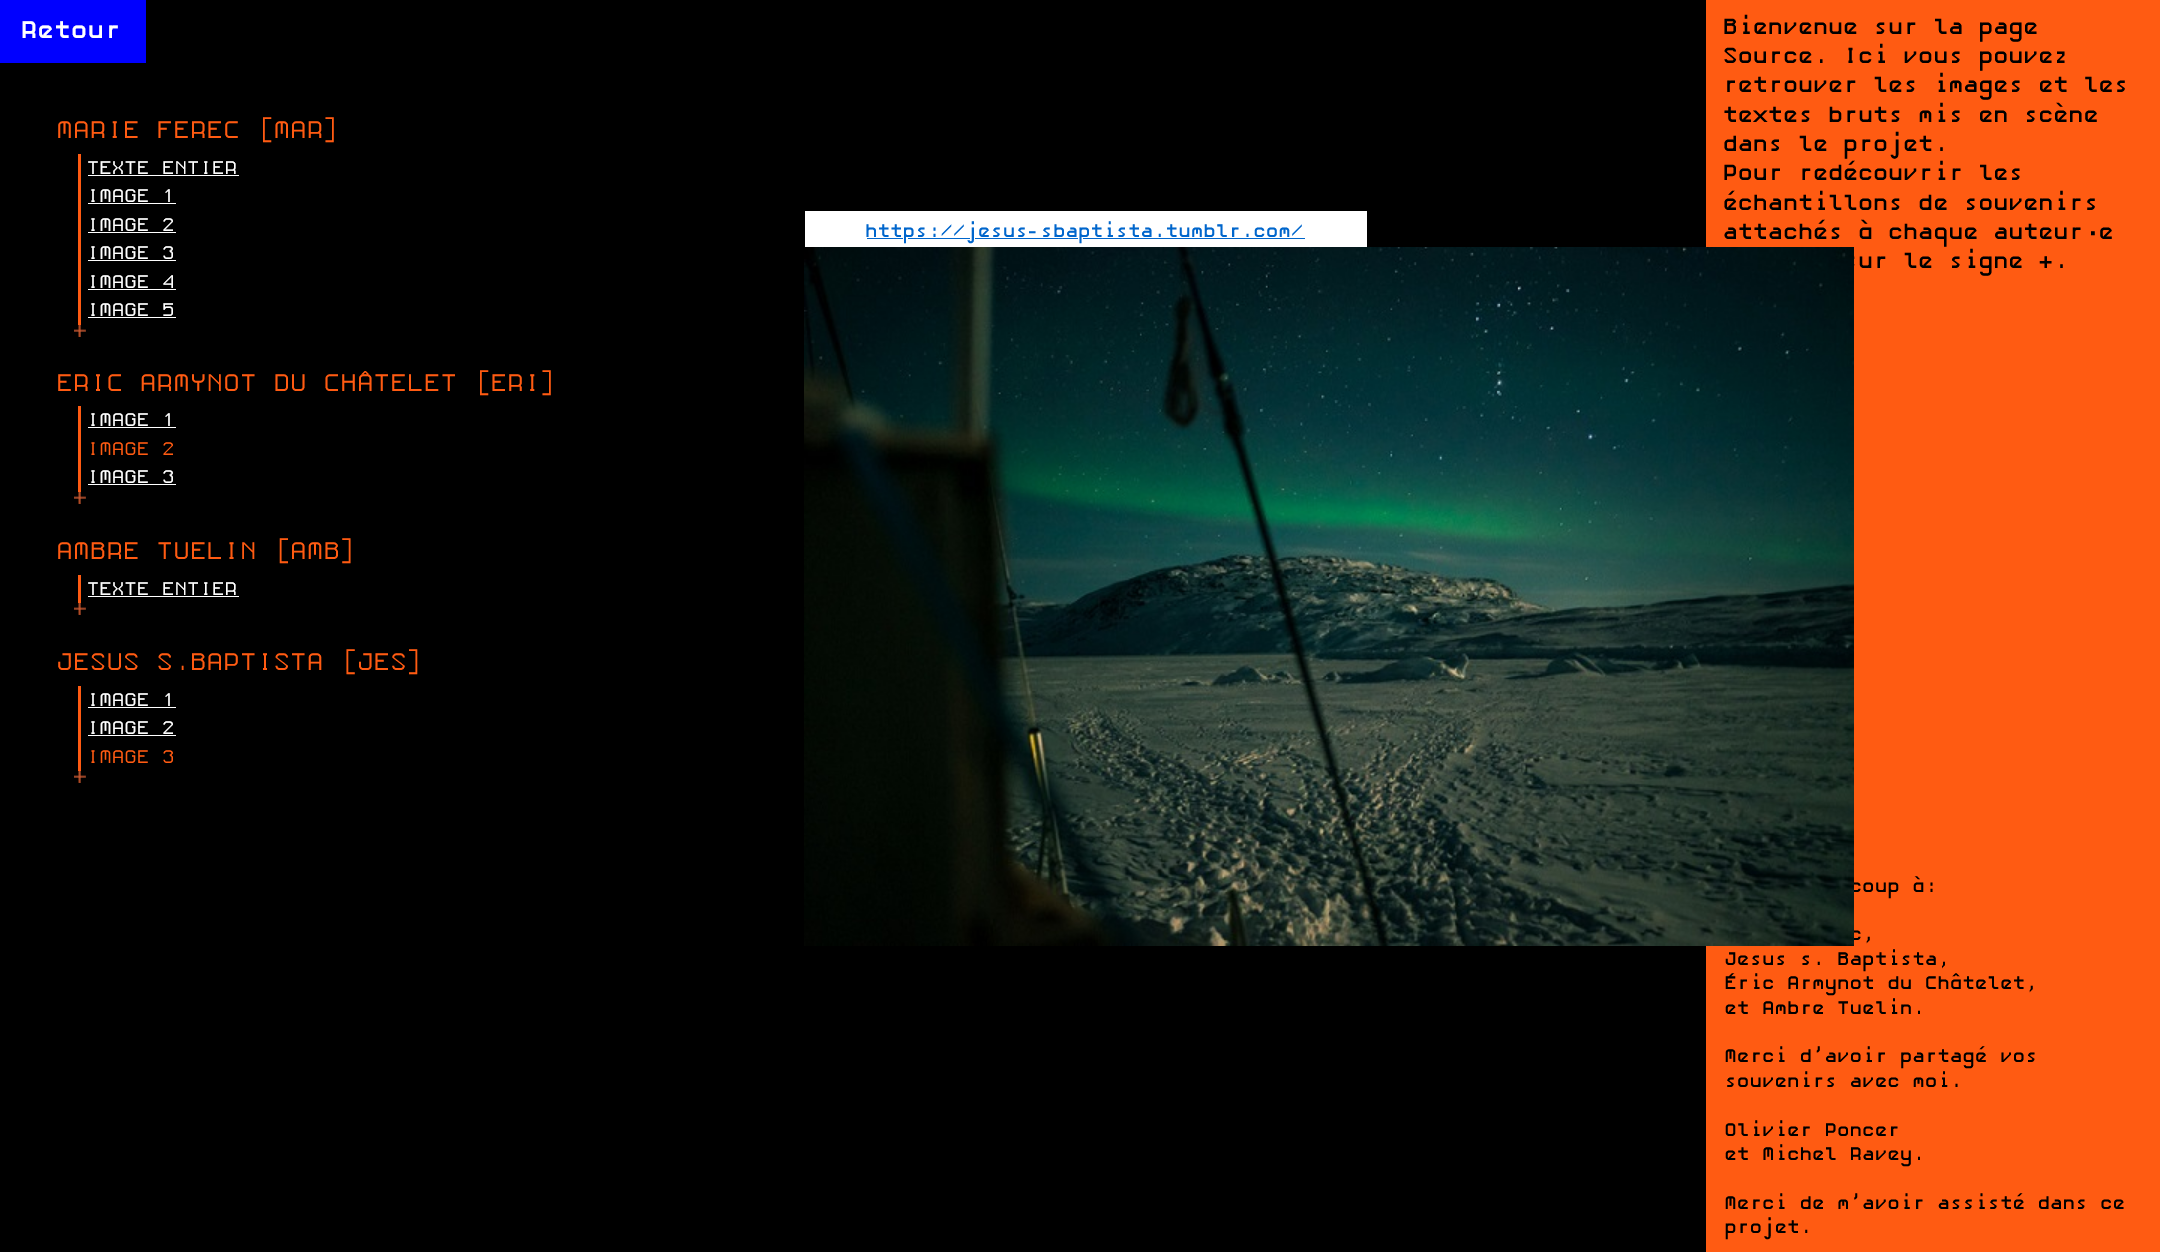 Retour
MARIE FEREC [MAR]
TEXTE ENTIER
IMAGE 1
IMAGE 2
IMAGE 3
IMAGE 4
IMAGE 5
+
ERIC ARMYNOT DU CHÂTELET [ERI]
IMAGE 1
IMAGE 2
IMAGE 3
+
AMBRE TUELIN [AMB]
TEXTE ENTIER
+
JESUS S.BAPTISTA [JES]
IMAGE 1
IMAGE 2
IMAGE 3
+
https://jesus-sbaptista.tumblr.com/
Bienvenue sur la page
Source. Ici vous pouvez
retrouver les images et les
textes bruts mis en scène
dans le projet.
Pour redécouvrir les
échantillons de souvenirs
attachés à chaque auteur·e
ur le signe +.
coup à:
c,
Jesus s. Baptista,
Éric Armynot du Châtelet,
et Ambre Tuelin.
Merci d'avoir partagé vos
souvenirs avec moi.
Olivier Poncer
et Michel Ravey.
Merci de m'avoir assisté dans ce
projet.